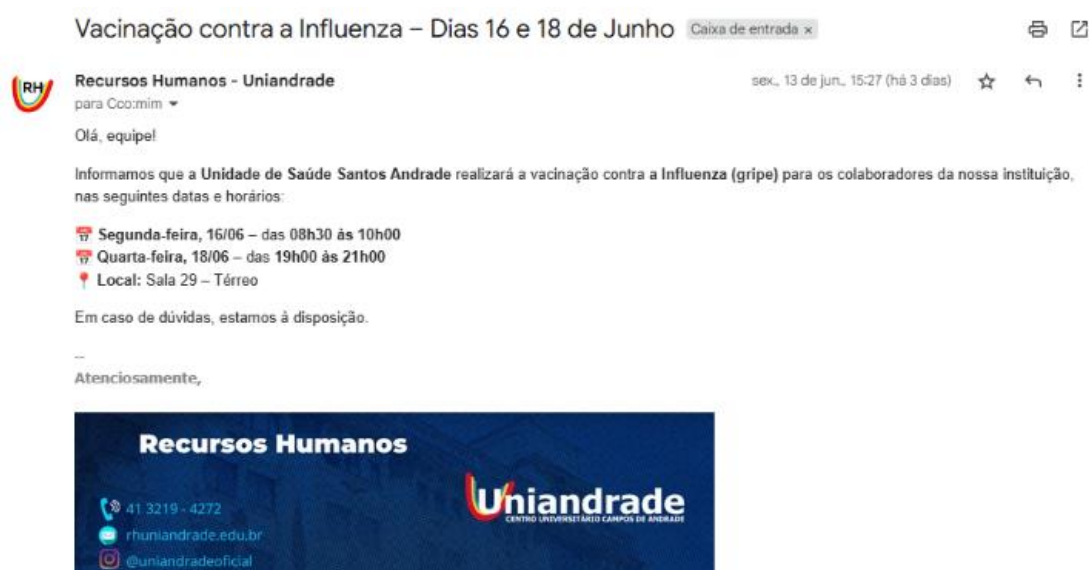 Vacinação contra a Influenza – Dias 16 e 18 de Junho Caixa de entrada x
RH
Recursos Humanos - Uniandrade
sex., 13 de jun., 15:27 (há 3 dias)
para Cco:mim
Olá, equipe!
Informamos que a Unidade de Saúde Santos Andrade realizará a vacinação contra a Influenza (gripe) para os colaboradores da nossa instituição,
nas seguintes datas e horários:
📅 Segunda-feira, 16/06 – das 08h30 às 10h00
📅 Quarta-feira, 18/06 – das 19h00 às 21h00
📍 Local: Sala 29 – Térreo
Em caso de dúvidas, estamos à disposição.
--
Atenciosamente,
Recursos Humanos
Uniandrade
CENTRO UNIVERSITÁRIO CAMPOS DE ANDRADE
41 3219 - 4272
rhuniandrade.edu.br
@uniandradeoficial